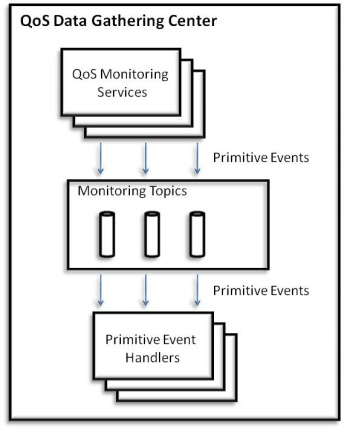 QoS Data Gathering Center
QoS Monitoring
Services
Primitive Events
Monitoring Topics
Primitive Events
Primitive Event
Handlers